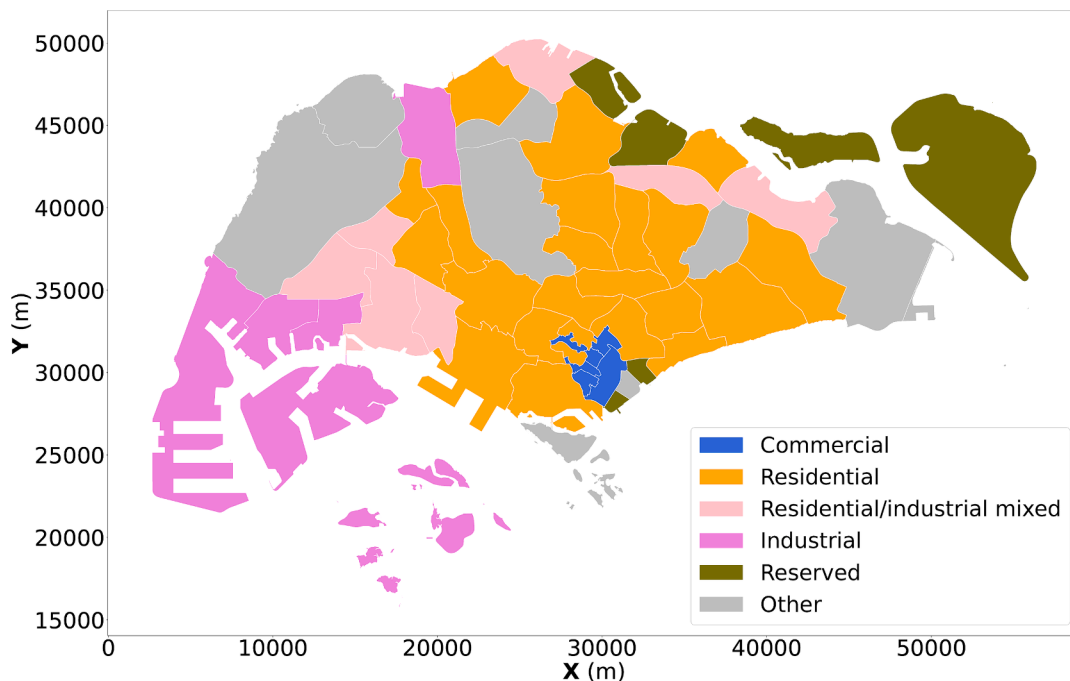 50000
45000
40000
35000
30000
25000
20000
15000
Y (m)
0
10000
20000
30000
40000
50000
X (m)
Commercial
Residential
Residential/industrial mixed
Industrial
Reserved
Other